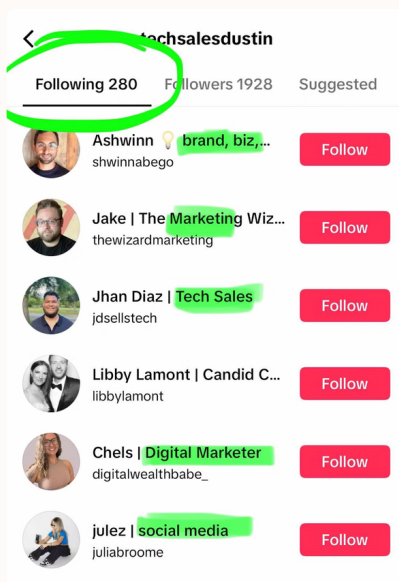 techsalesdustin
Following 280 Followers 1928 Suggested
Ashwinn 💡 brand, biz,...
shwinnabego
Follow
Jake | The Marketing Wiz...
thewizardmarketing
Follow
Jhan Diaz | Tech Sales
jdsellstech
Follow
Libby Lamont | Candid C...
libbylamont
Follow
Chels | Digital Marketer
digitalwealthbabe_
Follow
julez | social media
juliabroome
Follow